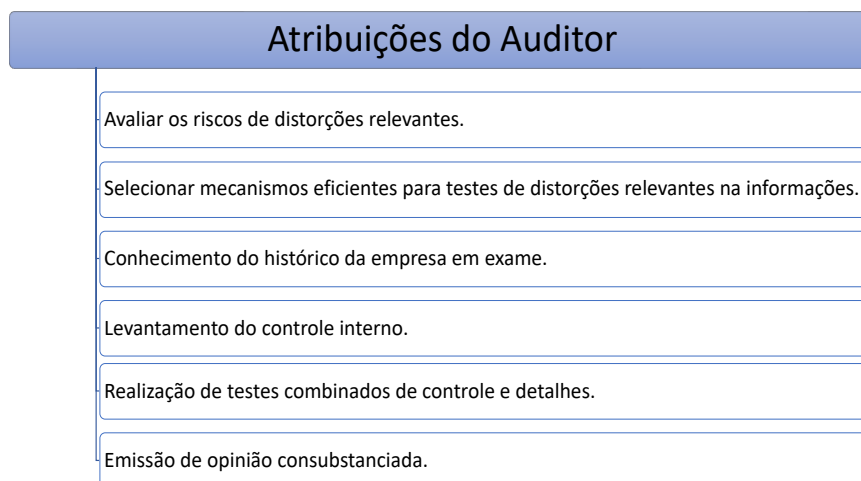 Atribuições do Auditor
Avaliar os riscos de distorções relevantes.
Selecionar mecanismos eficientes para testes de distorções relevantes na informações.
Conhecimento do histórico da empresa em exame.
Levantamento do controle interno.
Realização de testes combinados de controle e detalhes.
Emissão de opinião consubstanciada.